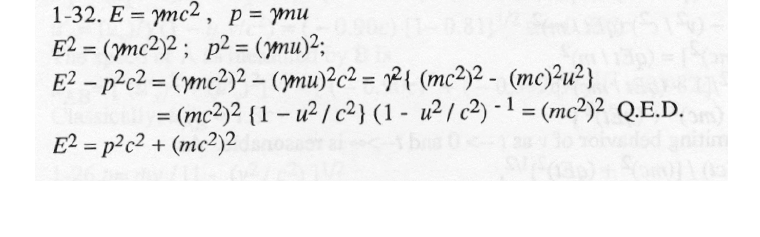 1-32. E = γmc², p = γmu
E² = (γmc²)² ; p² = (γmu)²;
E² – p²c² = (γmc²)² – (γmu)²c² = γ²{ (mc²)² - (mc)²u²}
= (mc²)² {1 – u² / c²} (1 - u² / c²) -¹ = (mc²)² Q.E.D.
E² = p²c² + (mc²)²